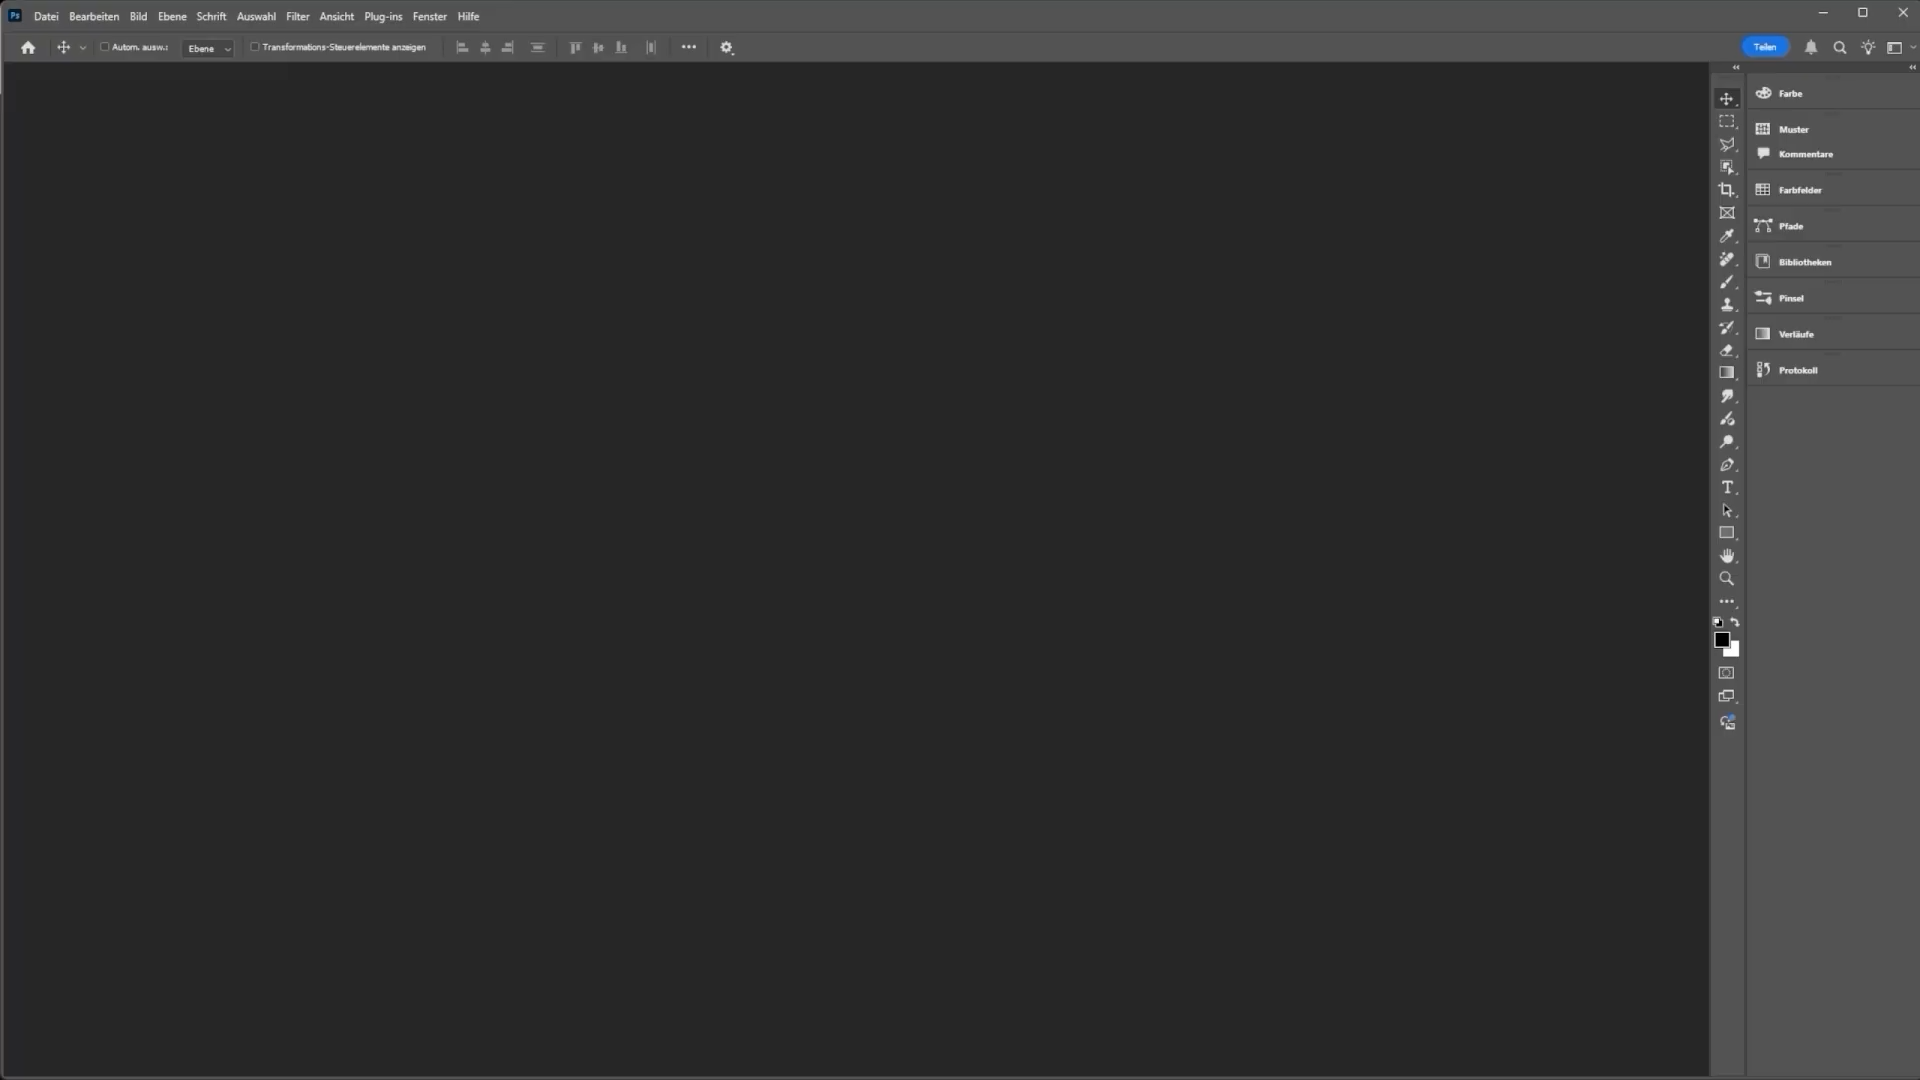 Ps Datei Bearbeiten Bild Ebene Schrift Auswahl Filter Ansicht Plug-ins Fenster Hilfe
Autom. ausw.: Ebene Transformations-Steuerelemente anzeigen Teilen
Farbe
Muster
Kommentare
Farbfelder
Pfade
Bibliotheken
Pinsel
Verläufe
Protokoll